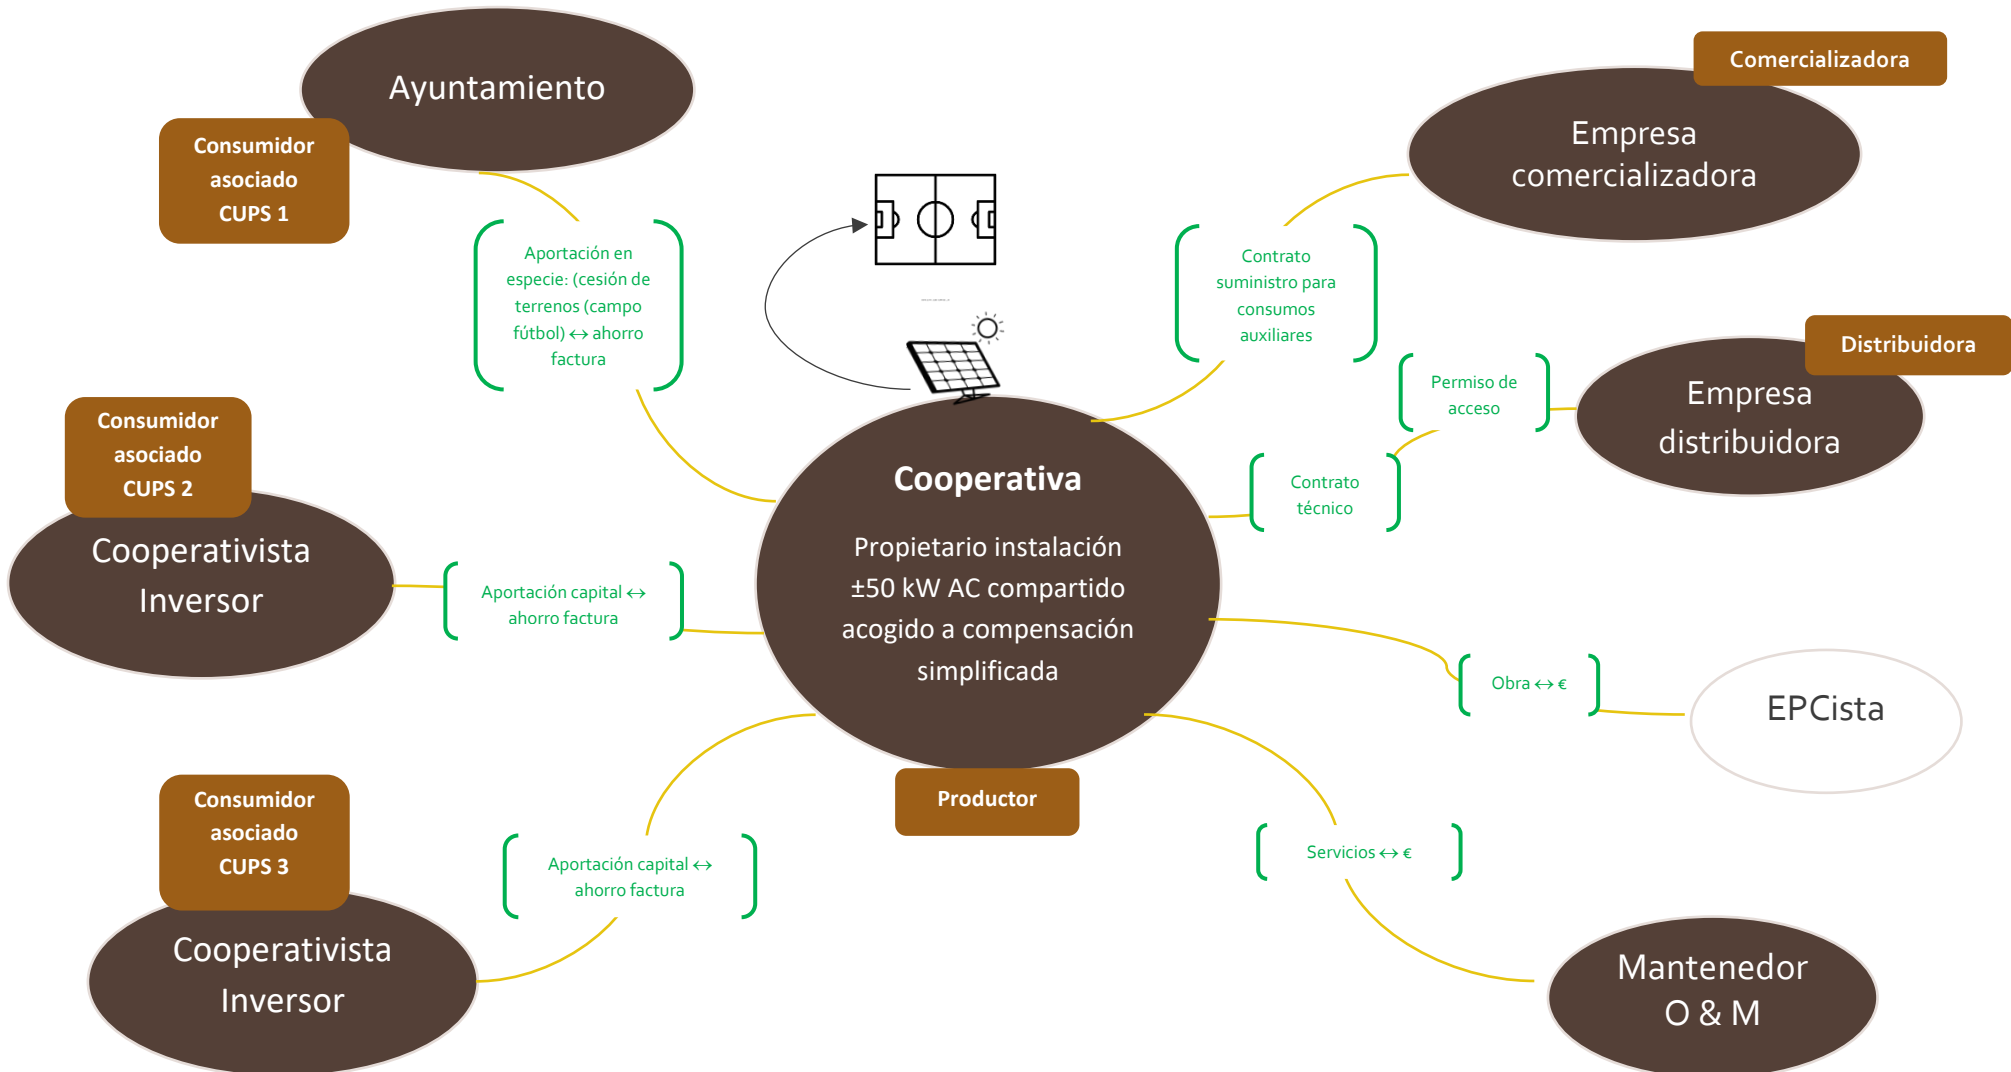 Ayuntamiento
Consumidor
asociado
CUPS 1
Aportación en
especie: (cesión de
terrenos (campo
fútbol) ↔ ahorro
factura
Comercializadora
Empresa
comercializadora
Contrato
suministro para
consumos
auxiliares
Distribuidora
Empresa
distribuidora
Permiso de
acceso
Contrato
técnico
Consumidor
asociado
CUPS 2
Cooperativista
Inversor
Aportación capital ↔
ahorro factura
Cooperativa
Propietario instalación
±50 kW AC compartido
acogido a compensación
simplificada
Productor
Obra ↔ €
EPCista
Consumidor
asociado
CUPS 3
Cooperativista
Inversor
Aportación capital ↔
ahorro factura
Servicios ↔ €
Mantenedor
O & M